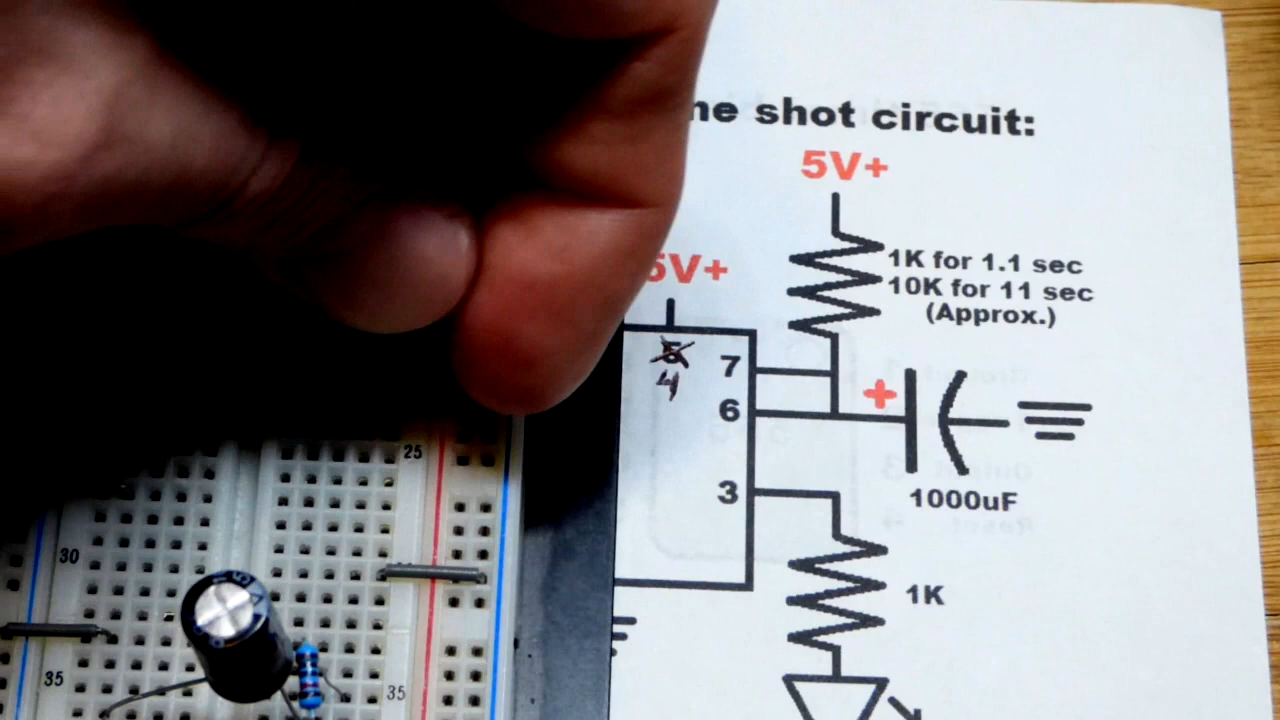 ne shot circuit:
5V+
5V+
1K for 1.1 sec
10K for 11 sec
(Approx.)
5
4
7
6
+
3
1000uF
1K
25
30
35
35